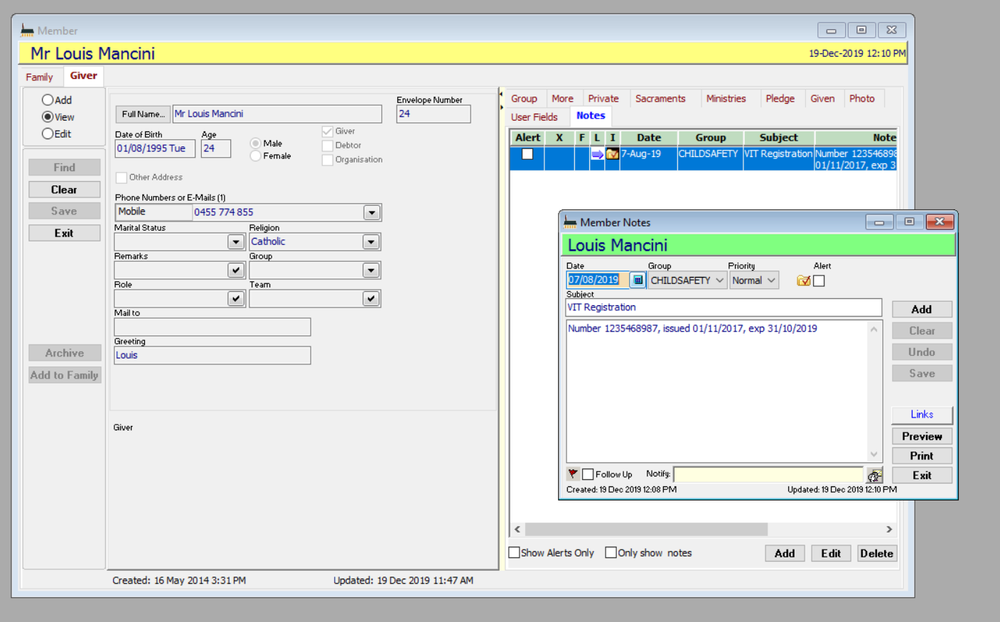 Member
Mr Louis Mancini
19-Dec-2019 12:10 PM
Family Giver
Add
View
Edit
Find
Clear
Save
Exit
Archive
Add to Family
Envelope Number
Full Name... Mr Louis Mancini 24
Date of Birth Age
01/08/1995 Tue 24
Male
Female
Giver
Debtor
Organisation
Other Address
Phone Numbers or E-Mails (1)
Mobile 0455 774 855
Marital Status Religion
Catholic
Remarks Group
Role Team
Mail to
Greeting
Louis
Giver
Created: 16 May 2014 3:31 PM Updated: 19 Dec 2019 11:47 AM
Group More Private Sacraments Ministries Pledge Given Photo
User Fields Notes
Alert X F L I Date Group Subject Note
7-Aug-19 CHILDSAFETY VIT Registration Number 123546898
01/11/2017, exp 3
Member Notes
Louis Mancini
Date Group Priority Alert
07/08/2019 CHILDSAFETY Normal
Subject
VIT Registration
Number 1235468987, issued 01/11/2017, exp 31/10/2019
Add
Clear
Undo
Save
Links
Preview
Print
Exit
Follow Up Notify:
Created: 19 Dec 2019 12:08 PM Updated: 19 Dec 2019 12:10 PM
Show Alerts Only Only show notes Add Edit Delete